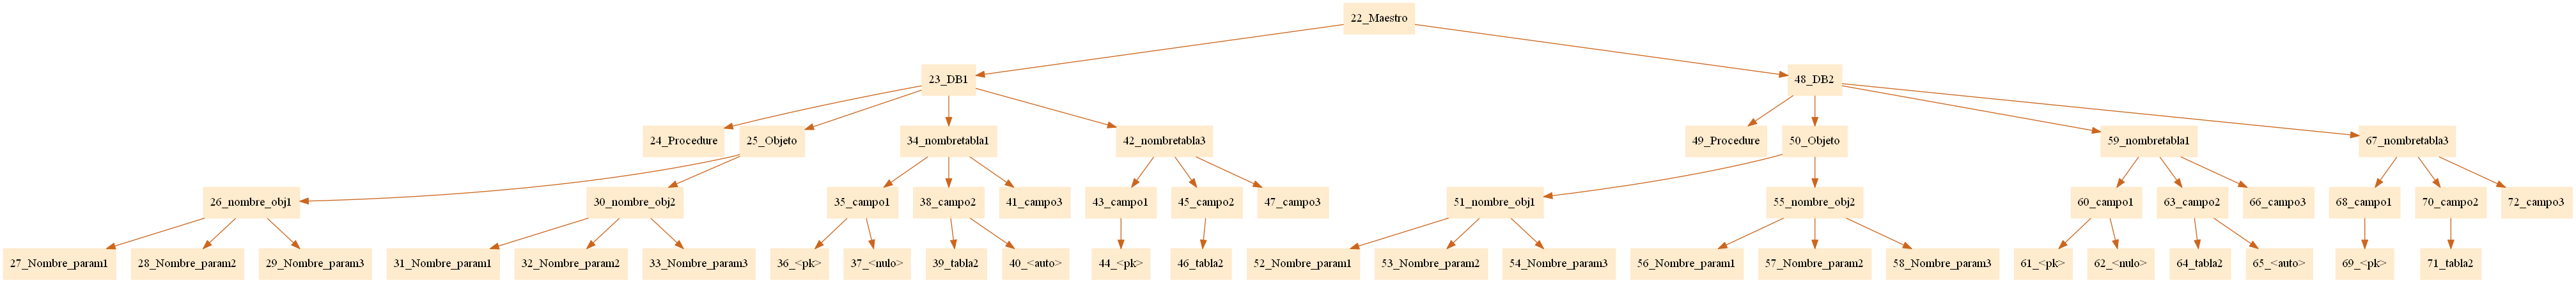 22_Maestro
23_DB1
48_DB2
24_Procedure
25_Objeto
34_nombretabla1
42_nombretabla3
49_Procedure
50_Objeto
59_nombretabla1
67_nombretabla3
26_nombre_obj1
30_nombre_obj2
35_campo1
38_campo2
41_campo3
43_campo1
45_campo2
47_campo3
51_nombre_obj1
55_nombre_obj2
60_campo1
63_campo2
66_campo3
68_campo1
70_campo2
72_campo3
27_Nombre_param1
28_Nombre_param2
29_Nombre_param3
31_Nombre_param1
32_Nombre_param2
33_Nombre_param3
36_<pk>
37_<nulo>
39_tabla2
40_<auto>
44_<pk>
46_tabla2
52_Nombre_param1
53_Nombre_param2
54_Nombre_param3
56_Nombre_param1
57_Nombre_param2
58_Nombre_param3
61_<pk>
62_<nulo>
64_tabla2
65_<auto>
69_<pk>
71_tabla2